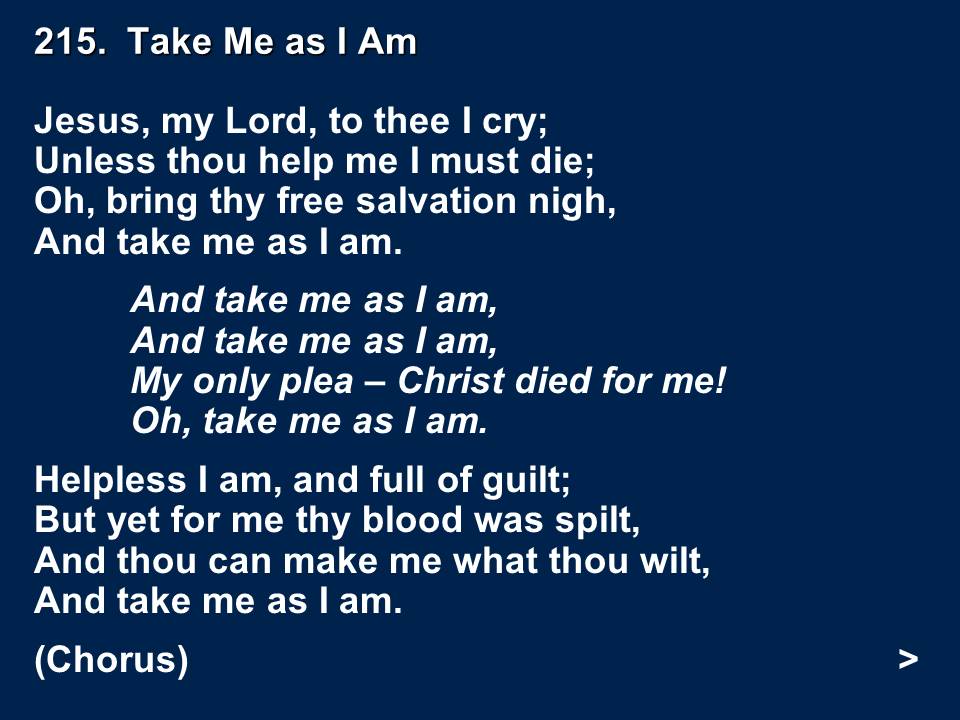 215.  Take Me as I Am
Jesus, my Lord, to thee I cry;
Unless thou help me I must die;
Oh, bring thy free salvation nigh,
And take me as I am.
And take me as I am,
And take me as I am,
My only plea – Christ died for me!
Oh, take me as I am.
Helpless I am, and full of guilt;
But yet for me thy blood was spilt,
And thou can make me what thou wilt,
And take me as I am.
(Chorus) >